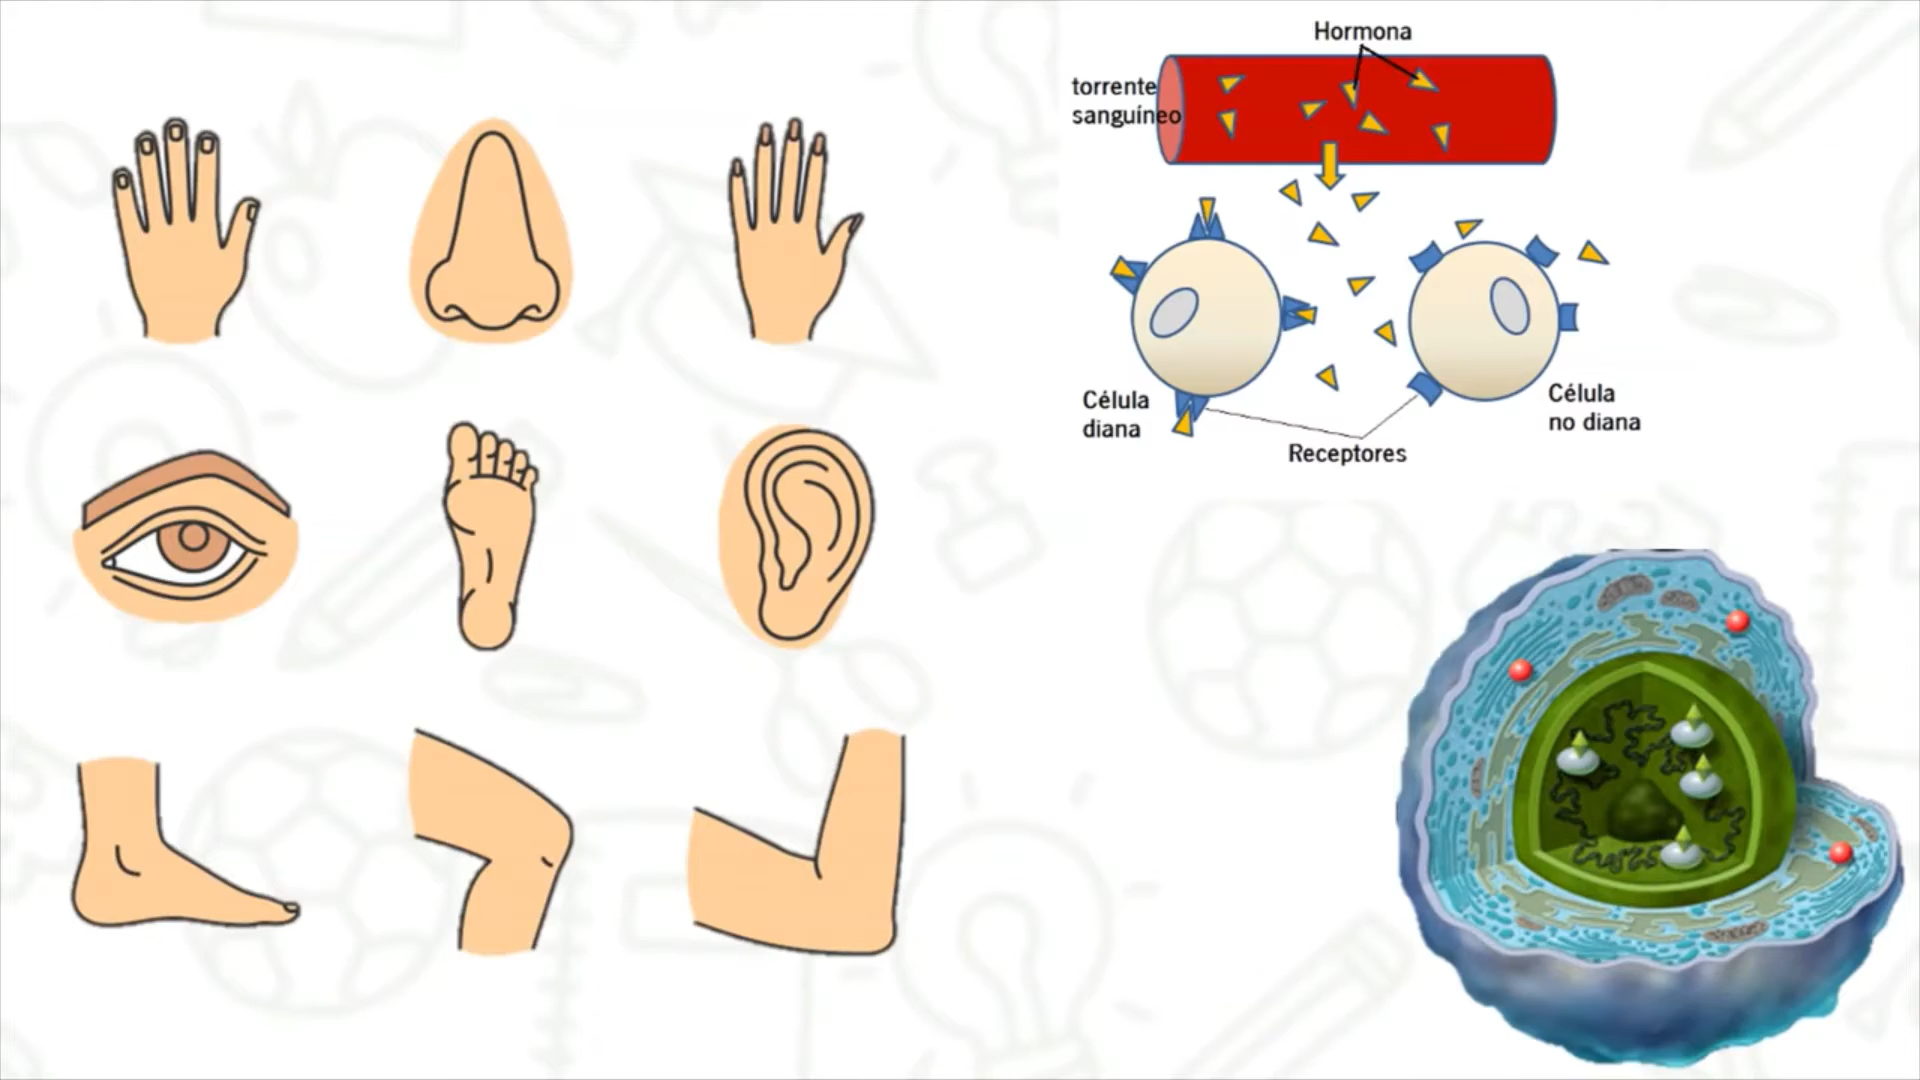 Hormona
torrente
sanguíneo
Célula
diana
Receptores
Célula
no diana